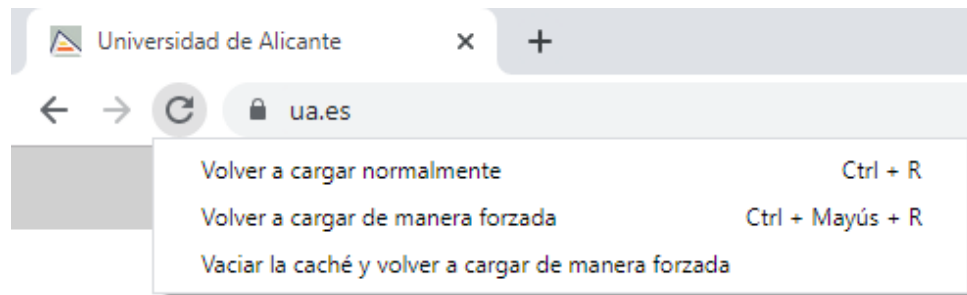 Universidad de Alicante
ua.es
Volver a cargar normalmente Ctrl + R
Volver a cargar de manera forzada Ctrl + Mayús + R
Vaciar la caché y volver a cargar de manera forzada